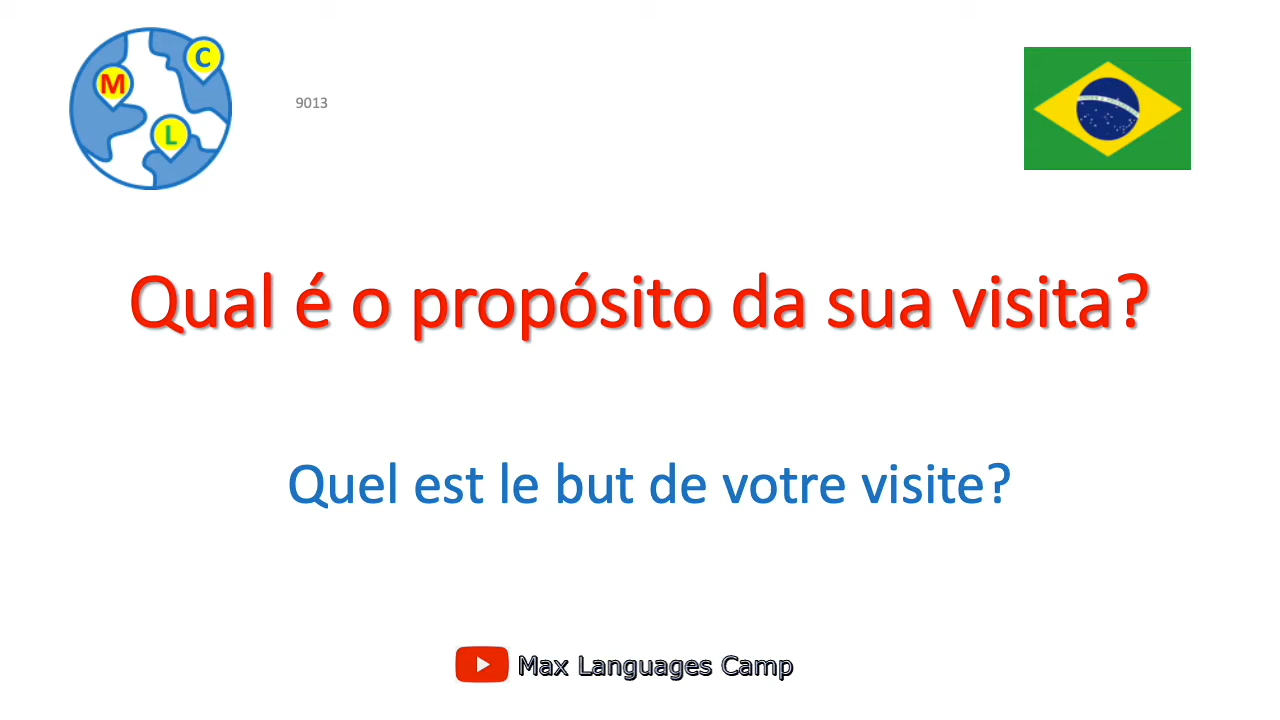 M
C
L
9013
Qual é o propósito da sua visita?
Quel est le but de votre visite?
Max Languages Camp